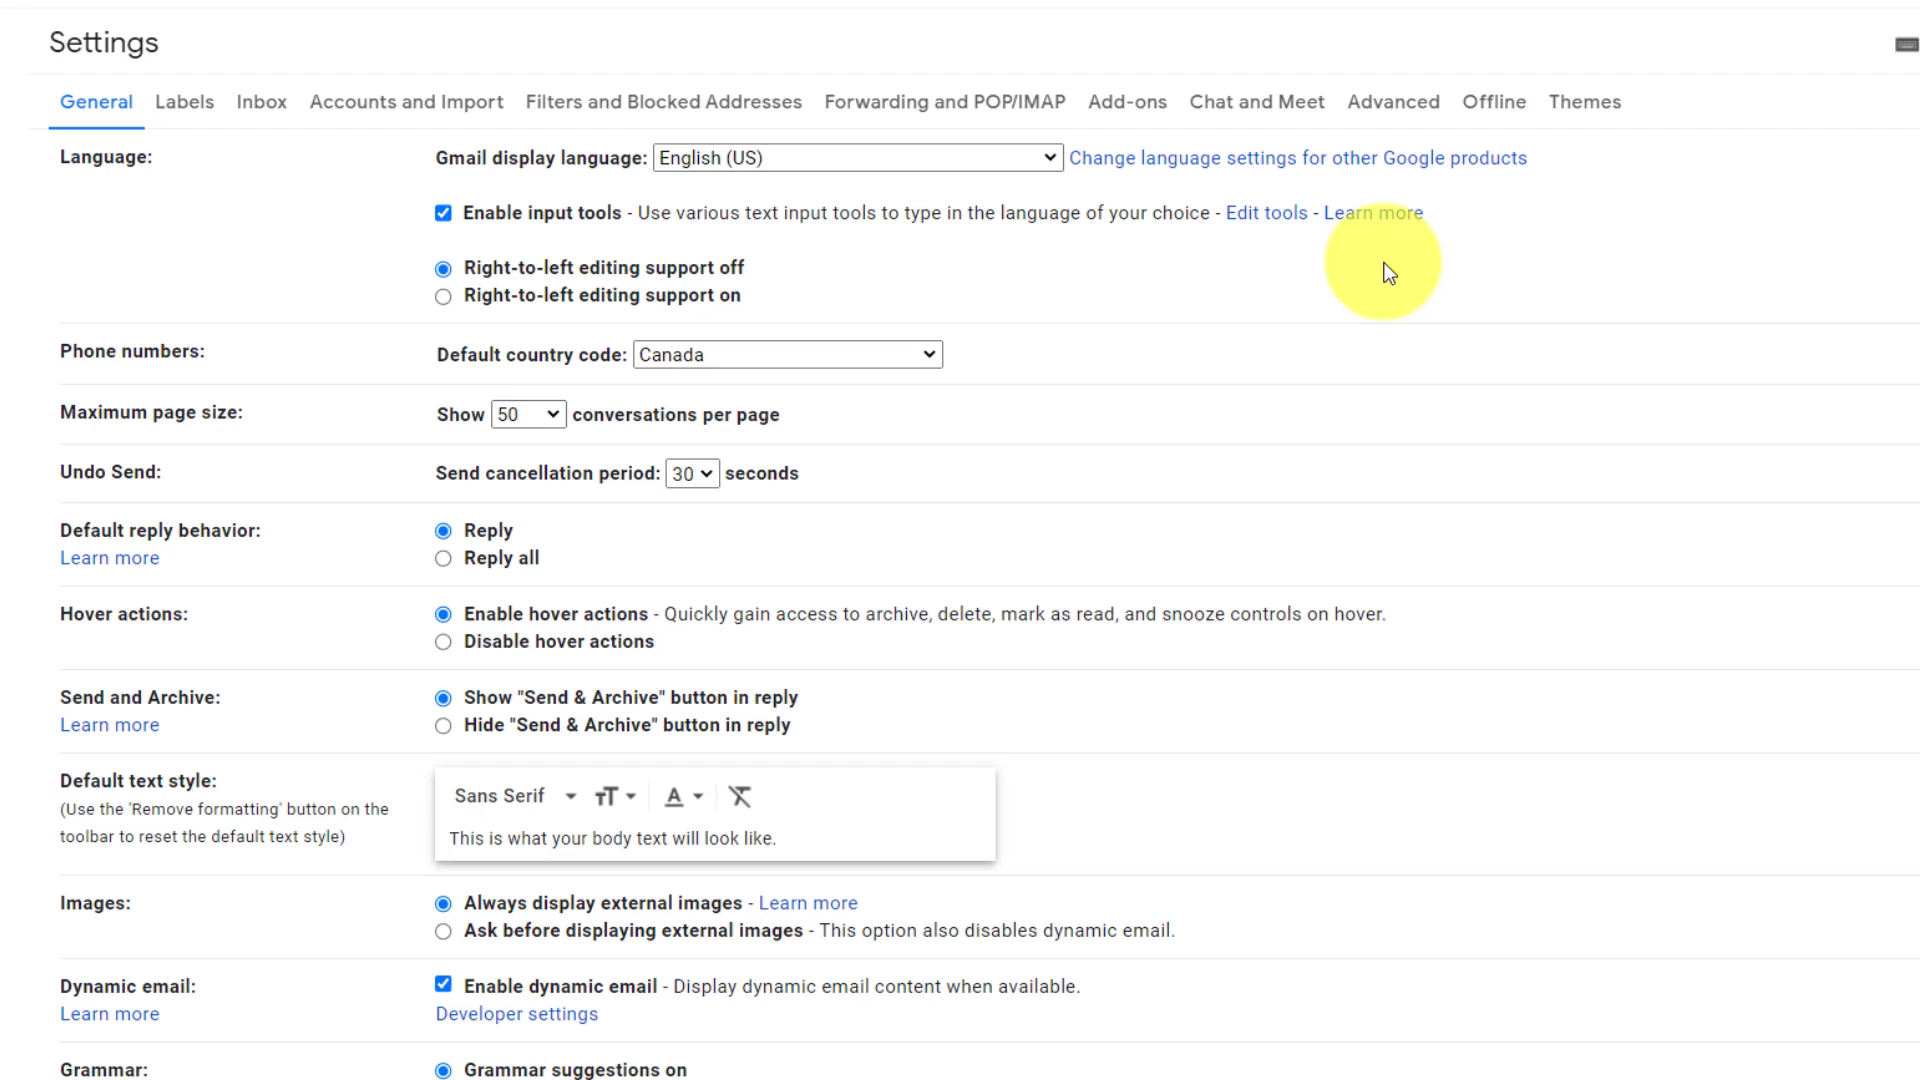 Settings
General Labels Inbox Accounts and Import Filters and Blocked Addresses Forwarding and POP/IMAP Add-ons Chat and Meet Advanced Offline Themes
Language: Gmail display language: English (US) Change language settings for other Google products
Enable input tools - Use various text input tools to type in the language of your choice - Edit tools - Learn more
Right-to-left editing support off
Right-to-left editing support on
Phone numbers: Default country code: Canada
Maximum page size: Show 50 conversations per page
Undo Send: Send cancellation period: 30 seconds
Default reply behavior: Reply
Learn more Reply all
Hover actions: Enable hover actions - Quickly gain access to archive, delete, mark as read, and snooze controls on hover.
Disable hover actions
Send and Archive: Show "Send & Archive" button in reply
Learn more Hide "Send & Archive" button in reply
Default text style: Sans Serif
(Use the 'Remove formatting' button on the
toolbar to reset the default text style) This is what your body text will look like.
Images: Always display external images - Learn more
Ask before displaying external images - This option also disables dynamic email.
Dynamic email: Enable dynamic email - Display dynamic email content when available.
Learn more Developer settings
Grammar: Grammar suggestions on